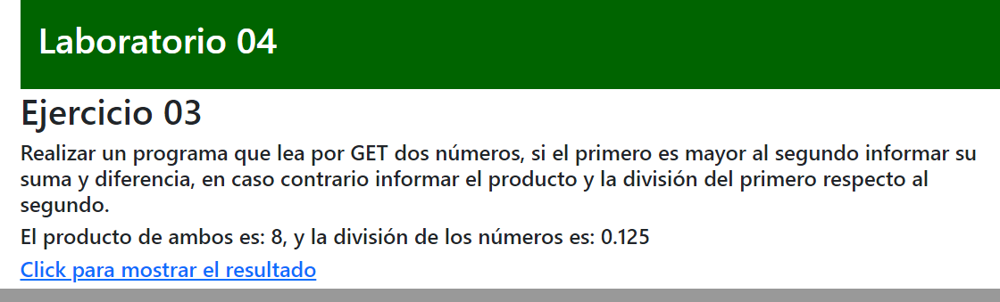 Laboratorio 04
Ejercicio 03
Realizar un programa que lea por GET dos números, si el primero es mayor al segundo informar su
suma y diferencia, en caso contrario informar el producto y la división del primero respecto al
segundo.
El producto de ambos es: 8, y la división de los números es: 0.125
Click para mostrar el resultado